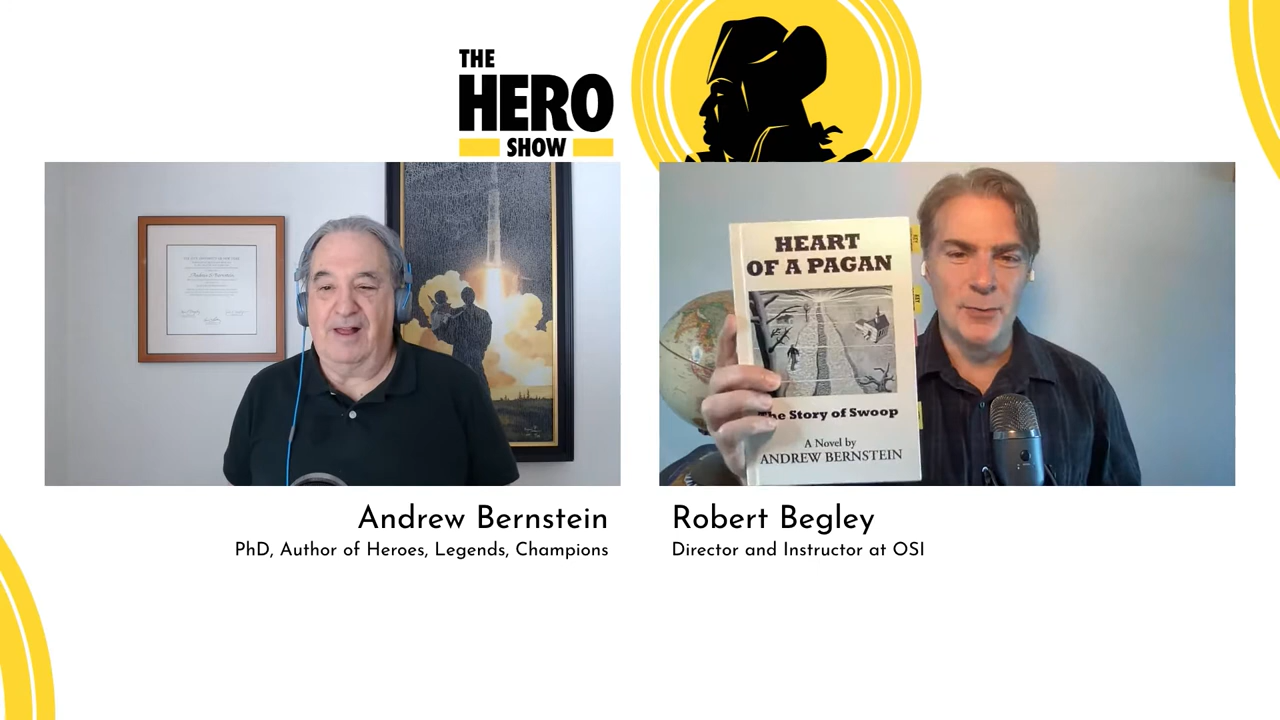 THE
HERO
SHOW
HEART
OF A PAGAN
The Story of Swoop
A Novel by
ANDREW BERNSTEIN
Andrew Bernstein
PhD, Author of Heroes, Legends, Champions
Robert Begley
Director and Instructor at OSI